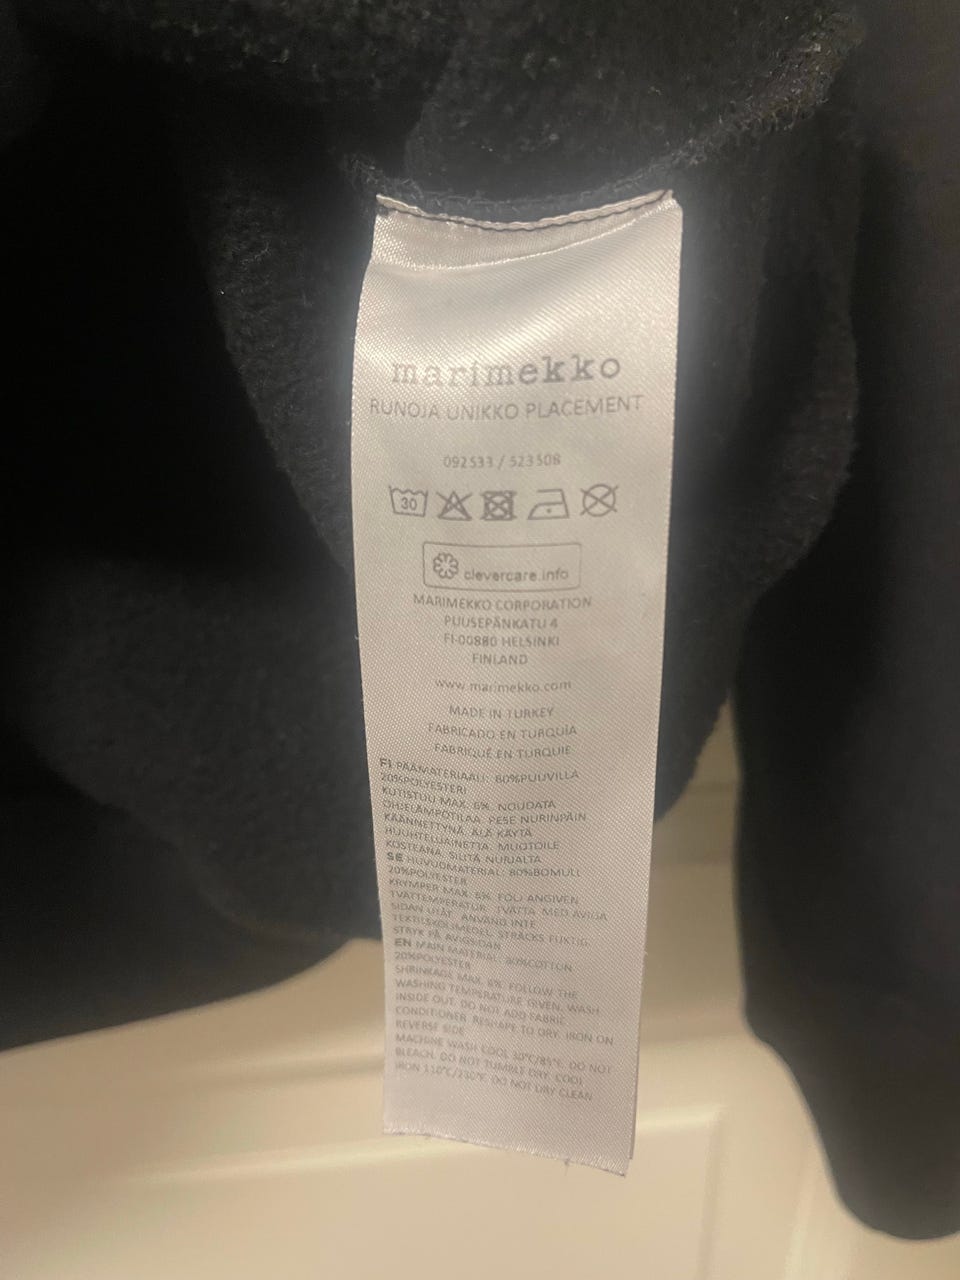 marimekko
RUNOJA UNIKKO PLACEMENT
092533 / 523508
30
clevercare.info
MARIMEKKO CORPORATION
PUUSEPÄNKATU 4
FI-00880 HELSINKI
FINLAND
www.marimekko.com
MADE IN TURKEY
FABRICADO EN TURQUÍA
FABRIQUÉ EN TURQUIE
FI PÄÄMATERIAALI: 80%PUUVILLA
20%POLYESTERI
KUTISTUU MAX. 6%. NOUDATA
OHJELÄMPÖTILAA. PESE NURINPÄIN
KÄÄNNETTYNÄ. ÄLÄ KÄYTÄ
HUUHTELUAINETTA. MUOTOILE
KOSTEANA. SILITÄ NURJALTA
SE HUVUDMATERIAL: 80%BOMULL
20%POLYESTER
KRYMPER MAX. 6%. FÖLJ ANGIVEN
TVÄTTEMPERATUR. TVÄTTA MED AVIGA
SIDAN UTÅT. ANVÄND INTE
TEXTILSKÖLJMEDEL. STRÄCKS FUKTIG.
STRYK PÅ AVIGSIDAN
EN MAIN MATERIAL: 80%COTTON
20%POLYESTER
SHRINKAGE MAX. 6%. FOLLOW THE
WASHING TEMPERATURE GIVEN. WASH
INSIDE OUT. DO NOT ADD FABRIC
CONDITIONER. RESHAPE TO DRY. IRON ON
REVERSE SIDE
MACHINE WASH COOL 30°C/85°F. DO NOT
BLEACH. DO NOT TUMBLE DRY. COOL
IRON 110°C/230°F. DO NOT DRY CLEAN